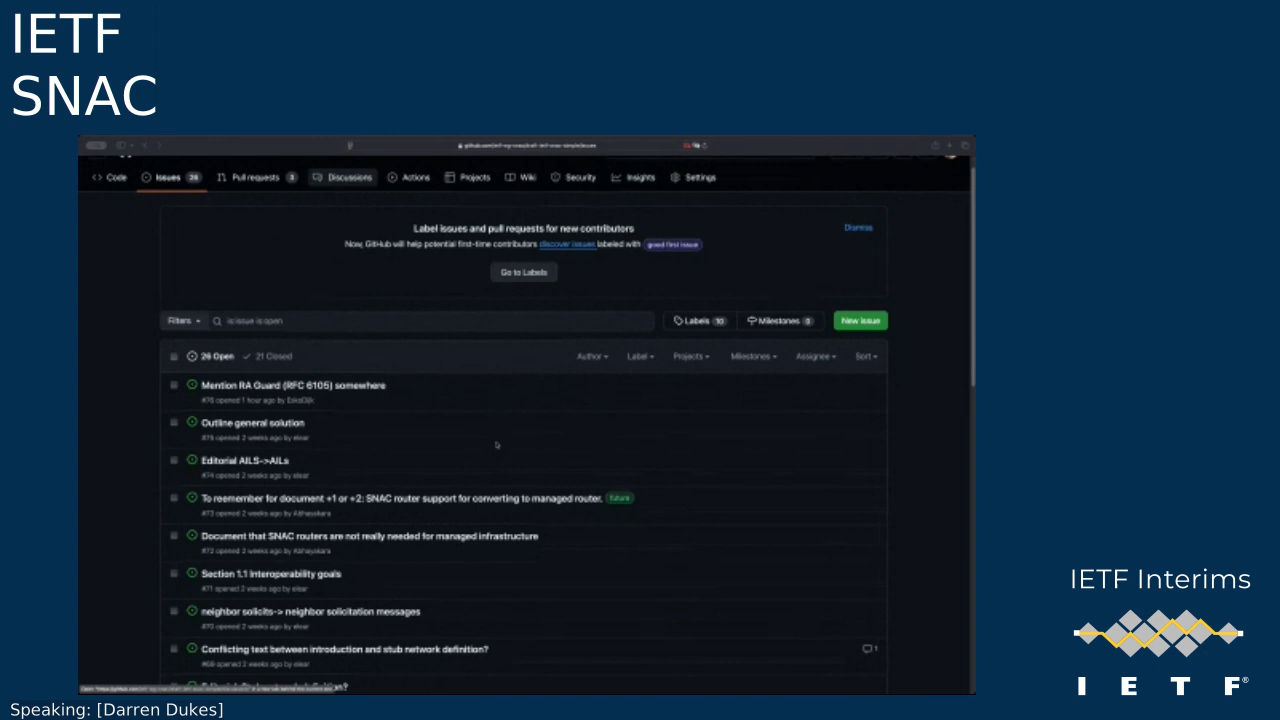 IETF
SNAC
Code Issues 26 Pull requests 3 Discussions Actions Projects Wiki Security Insights Settings
Label issues and pull requests for new contributors
Dismiss
Now, GitHub will help potential first-time contributors discover issues labeled with good first issue
Go to Labels
Filters is:issue is:open Labels 10 Milestones 0 New issue
26 Open 21 Closed Author Label Projects Milestones Assignee Sort
Mention RA Guard (RFC 6105) somewhere
opened 1 hour ago by EskoDijk
Outline general solution
#75 opened 2 weeks ago by elear
Editorial AILS->AILs
#74 opened 2 weeks ago by elear
To reemember for document +1 or +2: SNAC router support for converting to managed router. future
#73 opened 2 weeks ago by Abhayakara
Document that SNAC routers are not really needed for managed infrastructure
#72 opened 2 weeks ago by Abhayakara
Section 1.1 Interoperability goals
#71 opened 2 weeks ago by elear
neighbor solicits-> neighbor solicitation messages
#70 opened 2 weeks ago by elear
Conflicting text between introduction and stub network definition?
1
opened 2 weeks ago by elear
IETF Interims
I E T F®
Speaking: [Darren Dukes]